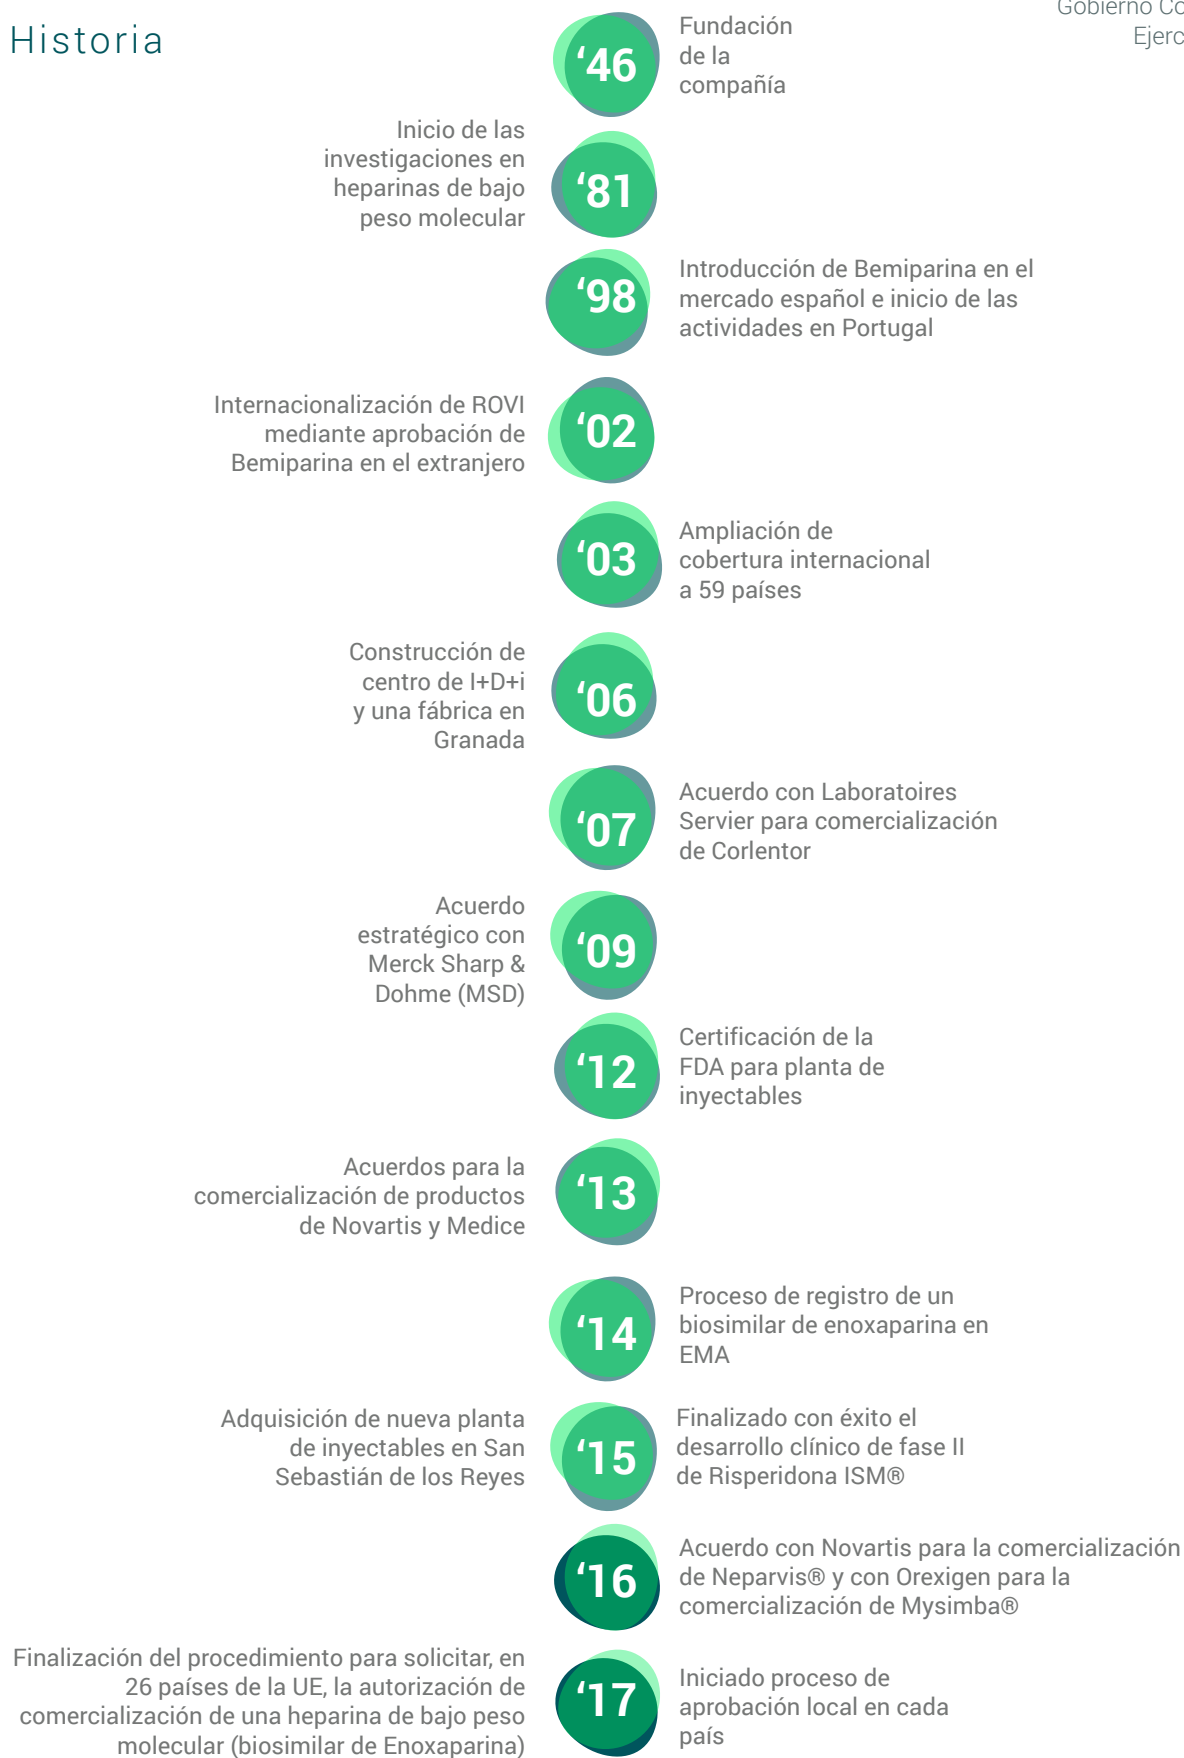 Gobierno Co
Ejerc
Historia
‘46
Fundación
de la
compañía
Inicio de las
investigaciones en
heparinas de bajo
peso molecular
‘81
‘98
Introducción de Bemiparina en el
mercado español e inicio de las
actividades en Portugal
Internacionalización de ROVI
mediante aprobación de
Bemiparina en el extranjero
‘02
‘03
Ampliación de
cobertura internacional
a 59 países
Construcción de
centro de I+D+i
y una fábrica en
Granada
‘06
‘07
Acuerdo con Laboratoires
Servier para comercialización
de Corlentor
Acuerdo
estratégico con
Merck Sharp &
Dohme (MSD)
‘09
‘12
Certificación de la
FDA para planta de
inyectables
Acuerdos para la
comercialización de productos
de Novartis y Medice
‘13
‘14
Proceso de registro de un
biosimilar de enoxaparina en
EMA
Adquisición de nueva planta
de inyectables en San
Sebastián de los Reyes
‘15
Finalizado con éxito el
desarrollo clínico de fase II
de Risperidona ISM®
‘16
Acuerdo con Novartis para la comercialización
de Neparvis® y con Orexigen para la
comercialización de Mysimba®
Finalización del procedimiento para solicitar, en
26 países de la UE, la autorización de
comercialización de una heparina de bajo peso
molecular (biosimilar de Enoxaparina)
‘17
Iniciado proceso de
aprobación local en cada
país